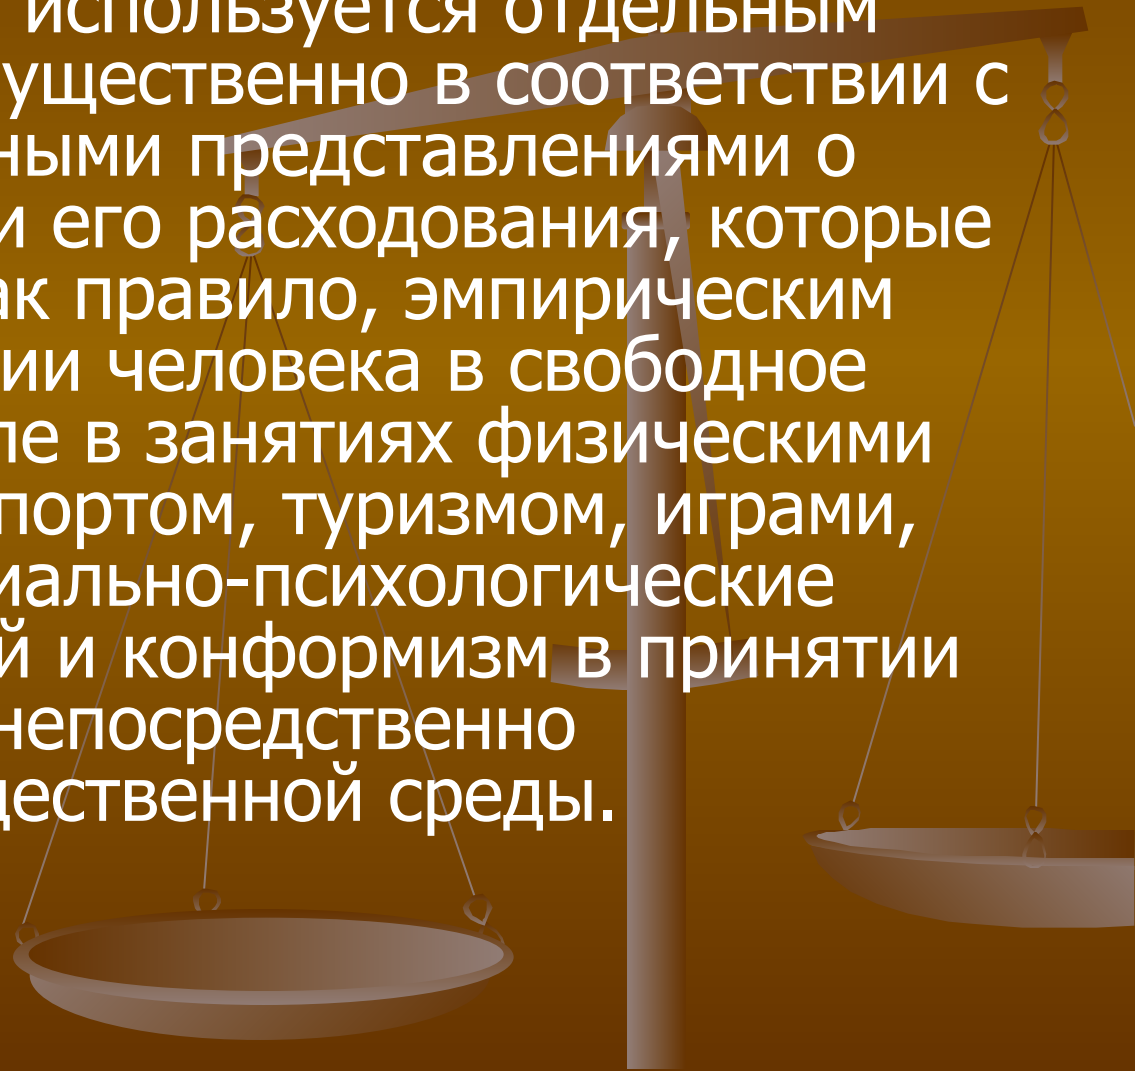 используется отдельным
ущественно в соответствии с
ными представлениями о
и его расходования, которые
ак правило, эмпирическим
ии человека в свободное
ле в занятиях физическими
портом, туризмом, играми,
иально-психологические
й и конформизм в принятии
непосредственно
щественной среды.